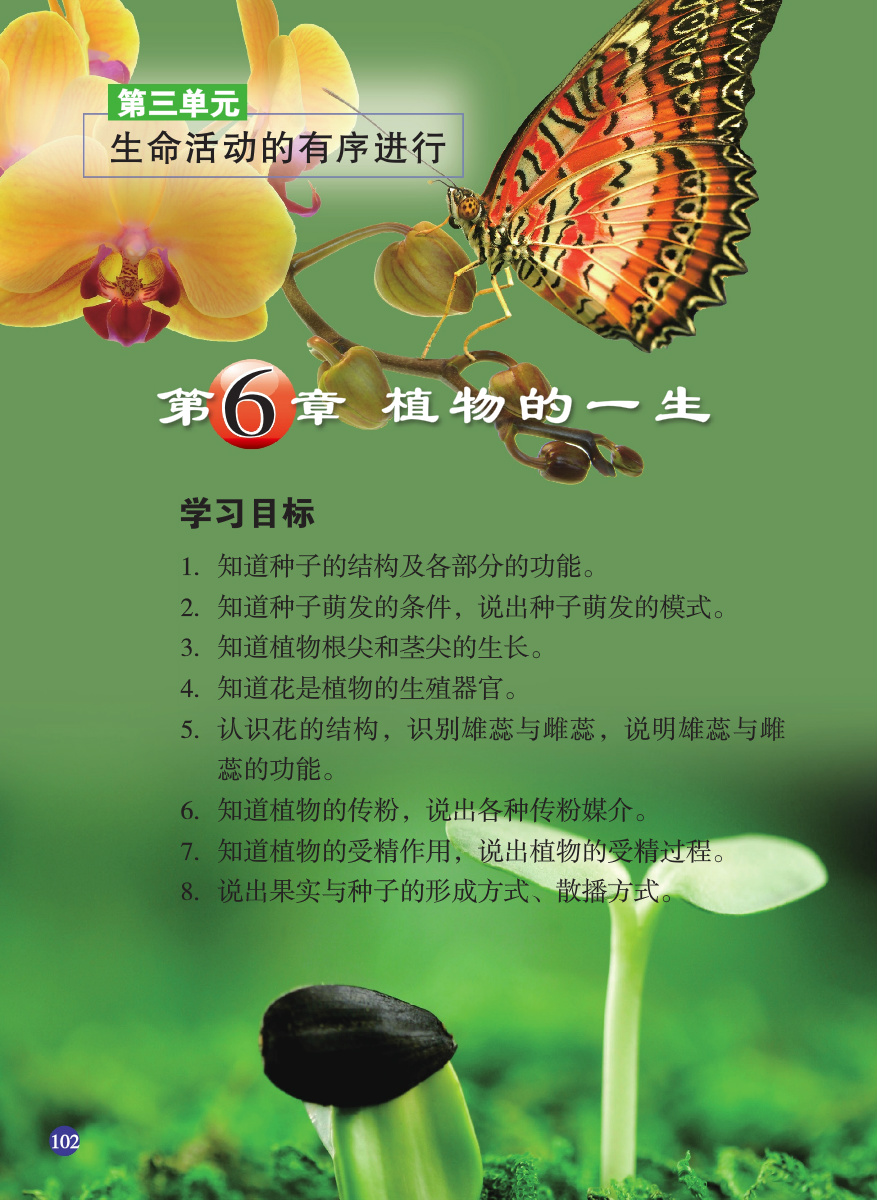 第三单元
生命活动的有序进行
第6章 植物的一生
学习目标
1. 知道种子的结构及各部分的功能。
2. 知道种子萌发的条件，说出种子萌发的模式。
3. 知道植物根尖和茎尖的生长。
4. 知道花是植物的生殖器官。
5. 认识花的结构，识别雄蕊与雌蕊，说明雄蕊与雌
蕊的功能。
6. 知道植物的传粉，说出各种传粉媒介。
7. 知道植物的受精作用，说出植物的受精过程。
8. 说出果实与种子的形成方式、散播方式。
102